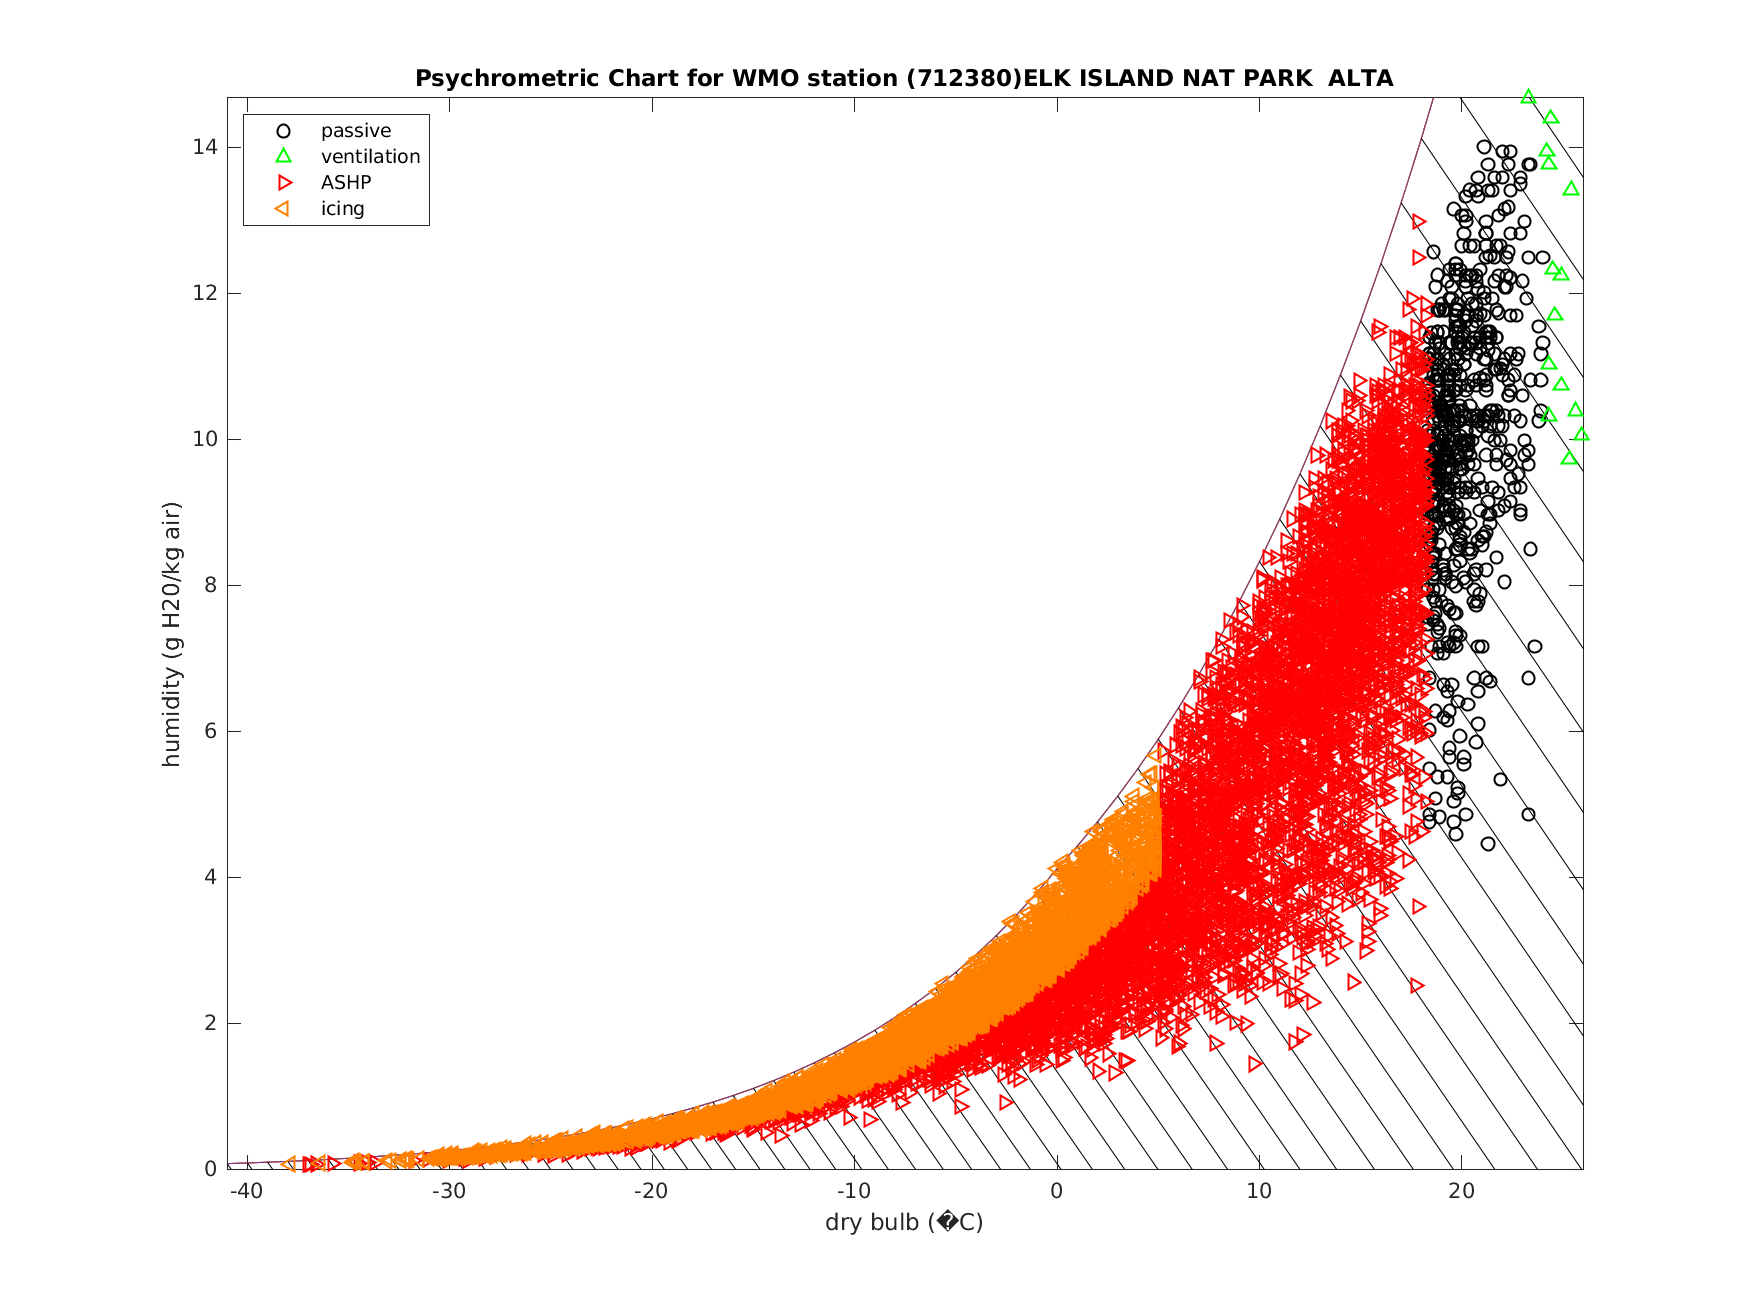 Psychrometric Chart for WMO station (712380)ELK ISLAND NAT PARK  ALTA
passive
ventilation
ASHP
icing
humidity (g H20/kg air)
14
12
10
8
6
4
2
0
-40 -30 -20 -10 0 10 20
dry bulb (�C)